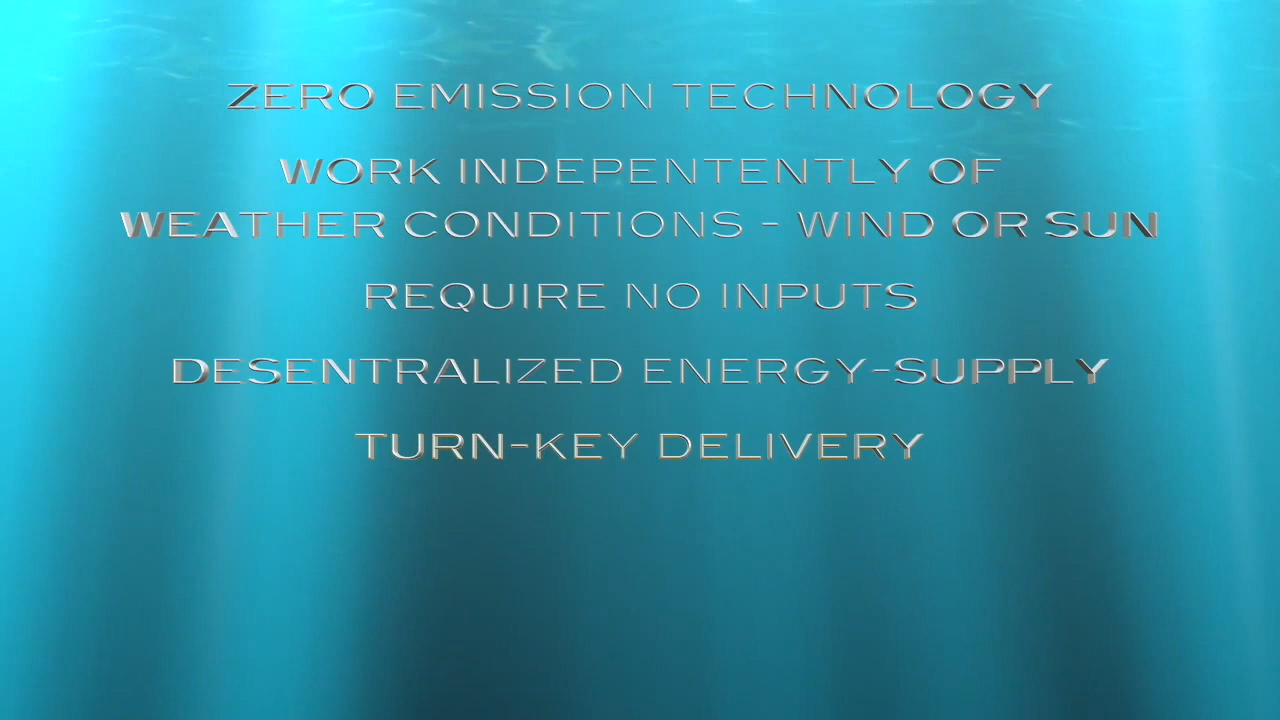 ZERO EMISSION TECHNOLOGY
WORK INDEPENTENTLY OF
WEATHER CONDITIONS - WIND OR SUN
REQUIRE NO INPUTS
DESENTRALIZED ENERGY-SUPPLY
TURN-KEY DELIVERY